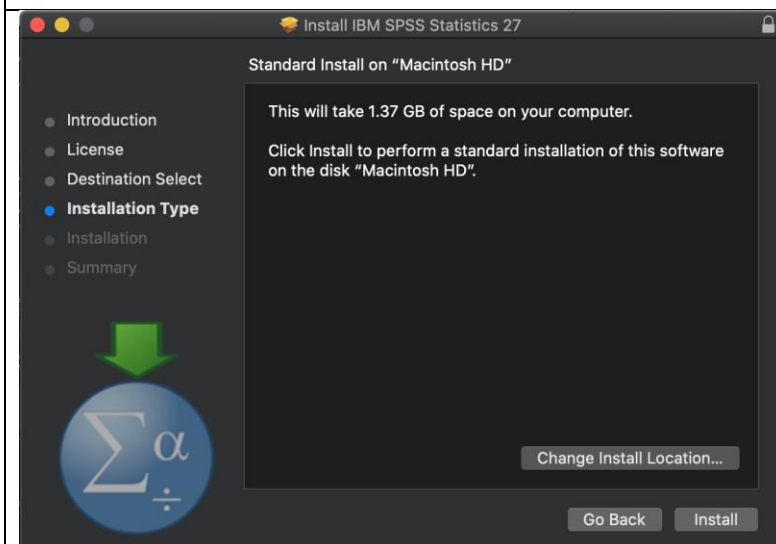 Install IBM SPSS Statistics 27
Standard Install on “Macintosh HD”
Introduction
License
Destination Select
Installation Type
Installation
Summary
This will take 1.37 GB of space on your computer.
Click Install to perform a standard installation of this software
on the disk “Macintosh HD”.
Σα
÷
Change Install Location...
Go Back
Install